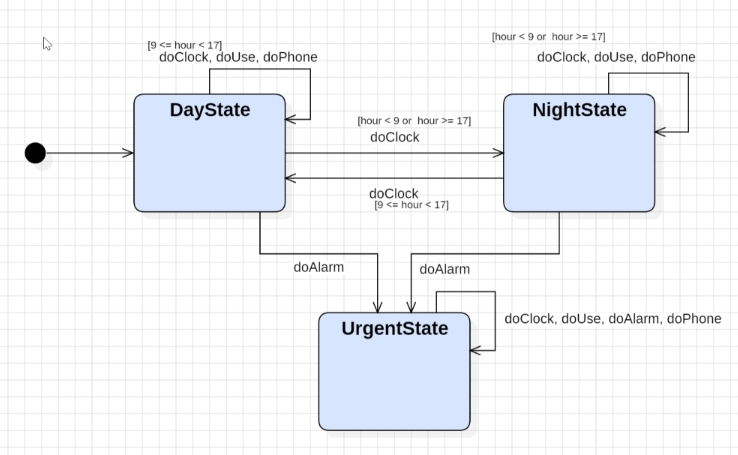 [9 <= hour < 17]
doClock, doUse, doPhone
[hour < 9 or hour >= 17]
doClock, doUse, doPhone
DayState
NightState
[hour < 9 or hour >= 17]
doClock
doClock
[9 <= hour < 17]
doAlarm
doAlarm
UrgentState
doClock, doUse, doAlarm, doPhone